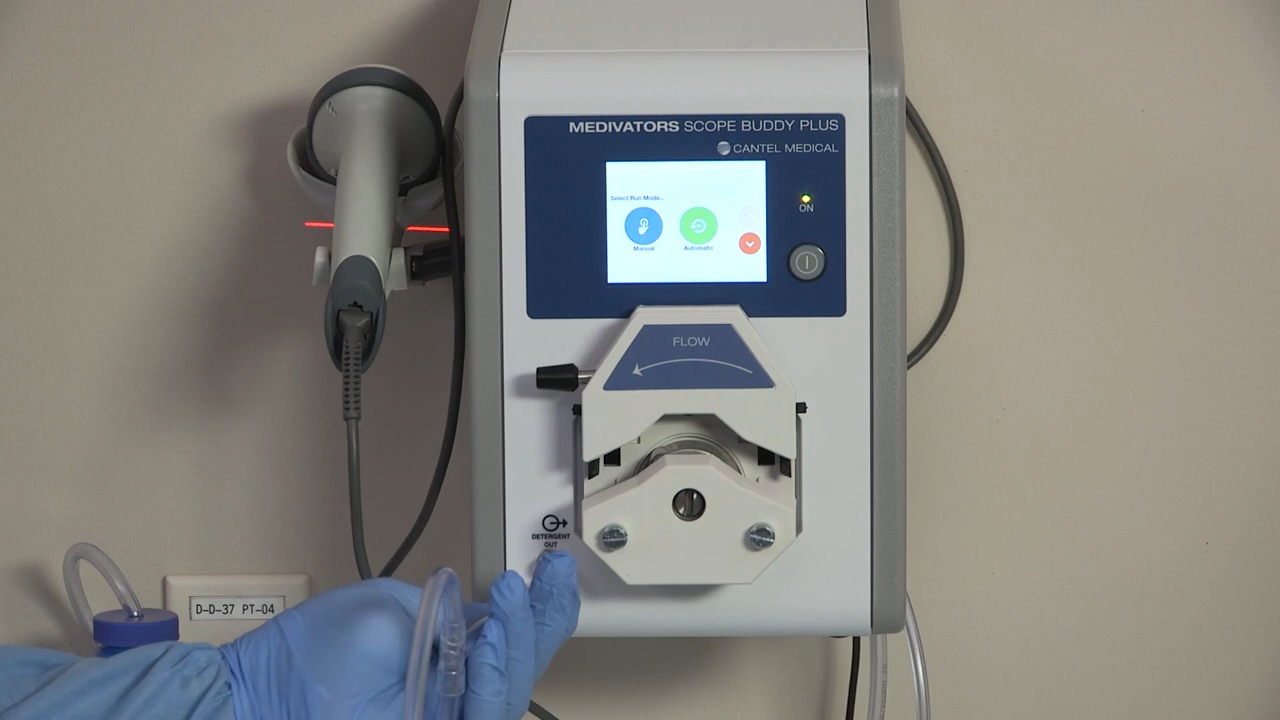 MEDIVATORS SCOPE BUDDY PLUS
CANTEL MEDICAL
Select Run Mode...
Manual
Automatic
ON
FLOW
DETERGENT
OUT
D-D-37 PT-04